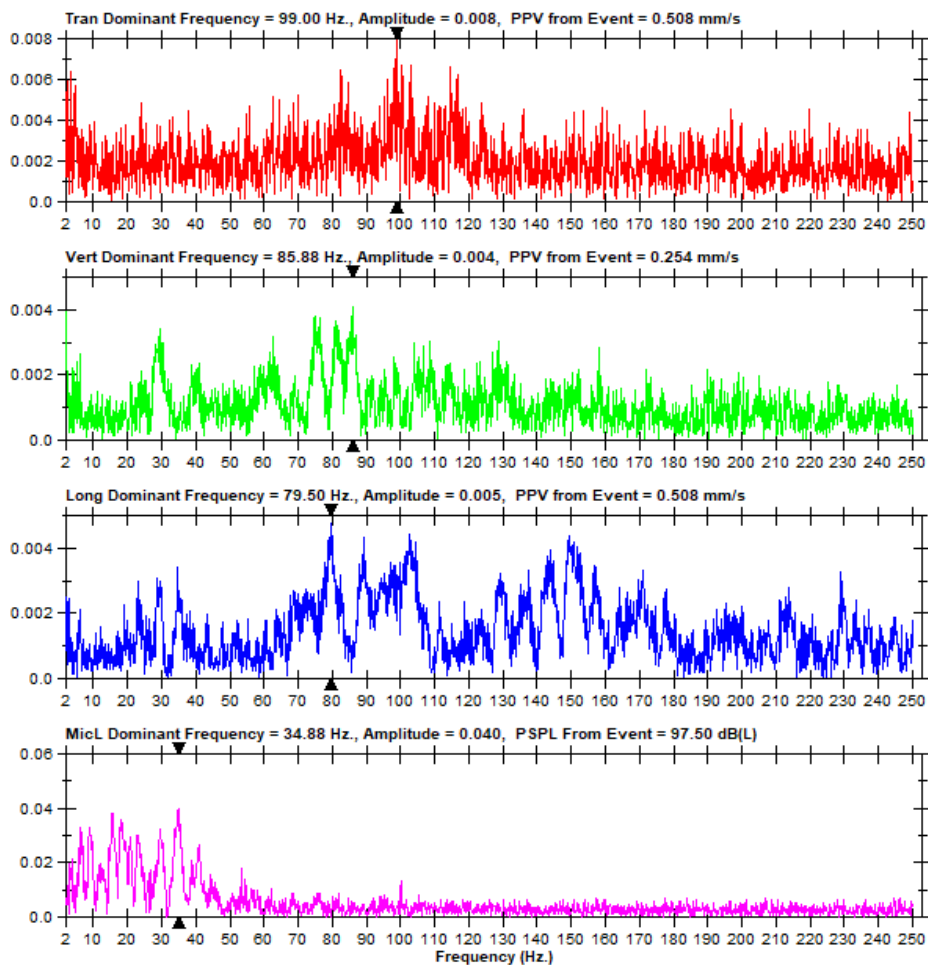 Tran Dominant Frequency = 99.00 Hz., Amplitude = 0.008, PPV from Event = 0.508 mm/s
0.008
0.006
0.004
0.002
0.0
2 10 20 30 40 50 60 70 80 90 100 110 120 130 140 150 160 170 180 190 200 210 220 230 240 250
Vert Dominant Frequency = 85.88 Hz., Amplitude = 0.004, PPV from Event = 0.254 mm/s
0.004
0.002
0.0
2 10 20 30 40 50 60 70 80 90 100 110 120 130 140 150 160 170 180 190 200 210 220 230 240 250
Long Dominant Frequency = 79.50 Hz., Amplitude = 0.005, PPV from Event = 0.508 mm/s
0.004
0.002
0.0
2 10 20 30 40 50 60 70 80 90 100 110 120 130 140 150 160 170 180 190 200 210 220 230 240 250
MicL Dominant Frequency = 34.88 Hz., Amplitude = 0.040, PSPL From Event = 97.50 dB(L)
0.06
0.04
0.02
0.0
2 10 20 30 40 50 60 70 80 90 100 110 120 130 140 150 160 170 180 190 200 210 220 230 240 250
Frequency (Hz.)